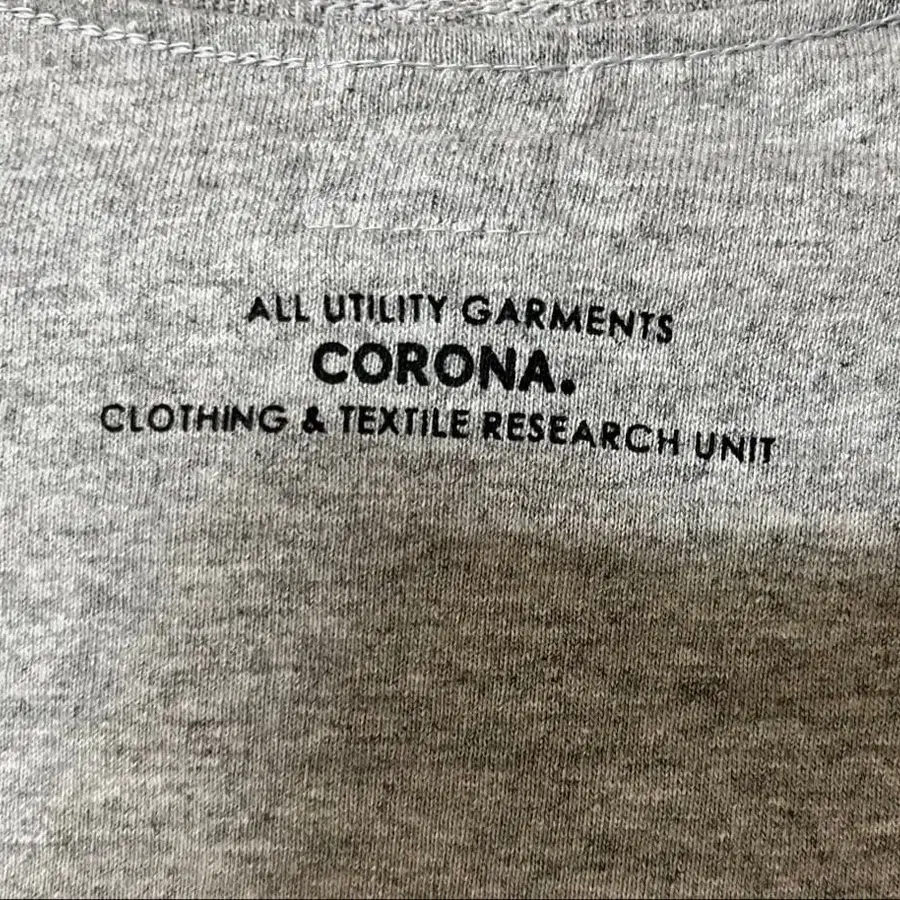 ALL UTILITY GARMENTS
CORONA.
CLOTHING & TEXTILE RESEARCH UNIT